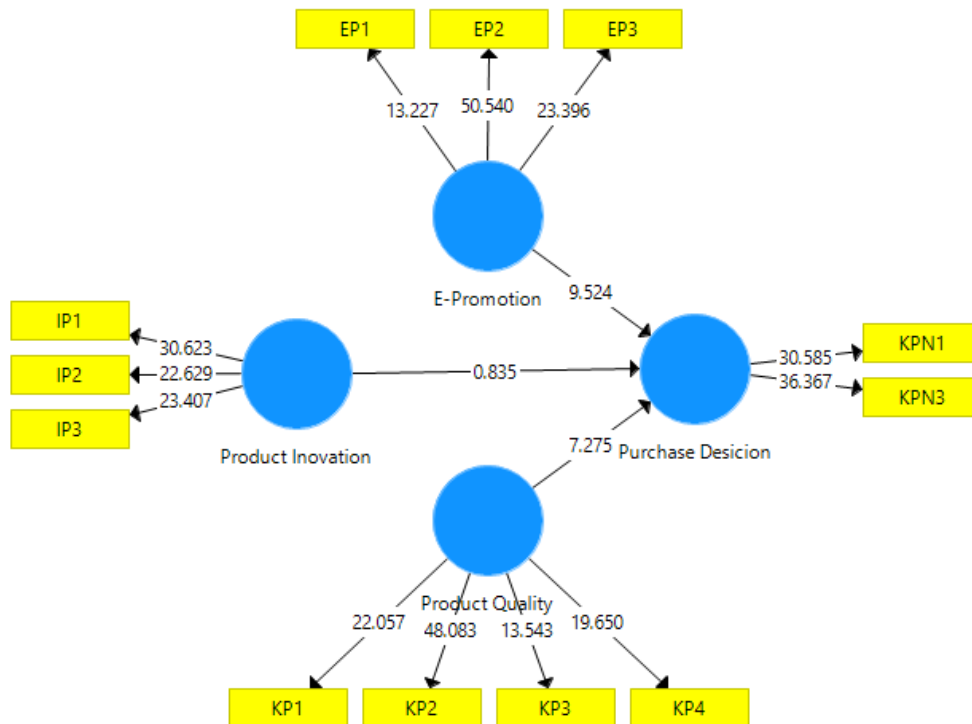 EP1 EP2 EP3
13.227 50.540 23.396
E-Promotion
9.524
IP1
IP2
IP3
30.623
22.629
23.407
Product Inovation
0.835
Purchase Desicion
30.585
36.367
KPN1
KPN3
7.275
Product Quality
22.057 48.083 13.543 19.650
KP1 KP2 KP3 KP4